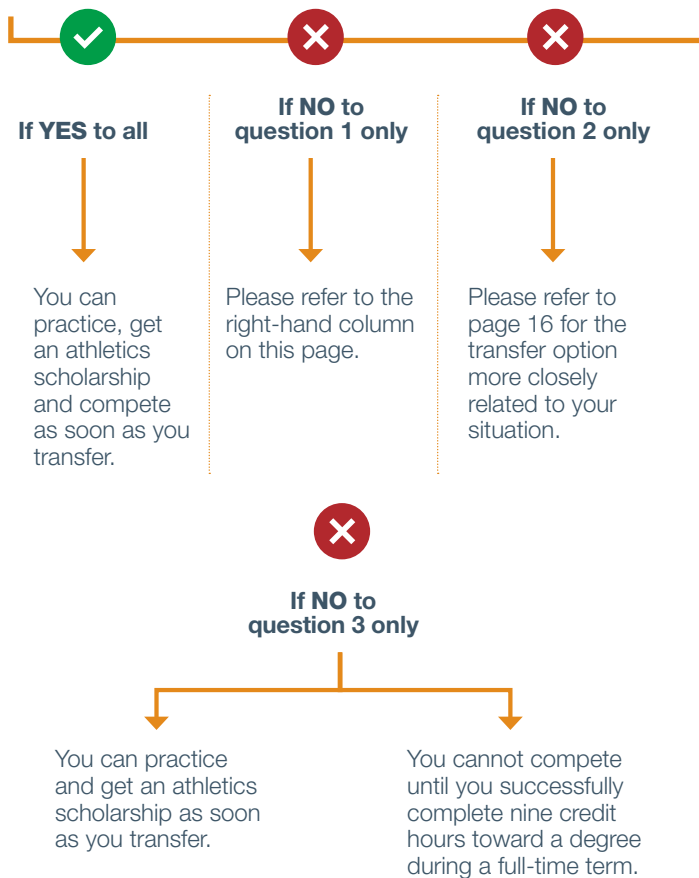 If YES to all
You can
practice, get
an athletics
scholarship
and compete
as soon as you
transfer.
If NO to
question 1 only
Please refer to the
right-hand column
on this page.
If NO to
question 2 only
Please refer to
page 16 for the
transfer option
more closely
related to your
situation.
If NO to
question 3 only
You can practice
and get an athletics
scholarship as soon
as you transfer.
You cannot compete
until you successfully
complete nine credit
hours toward a degree
during a full-time term.